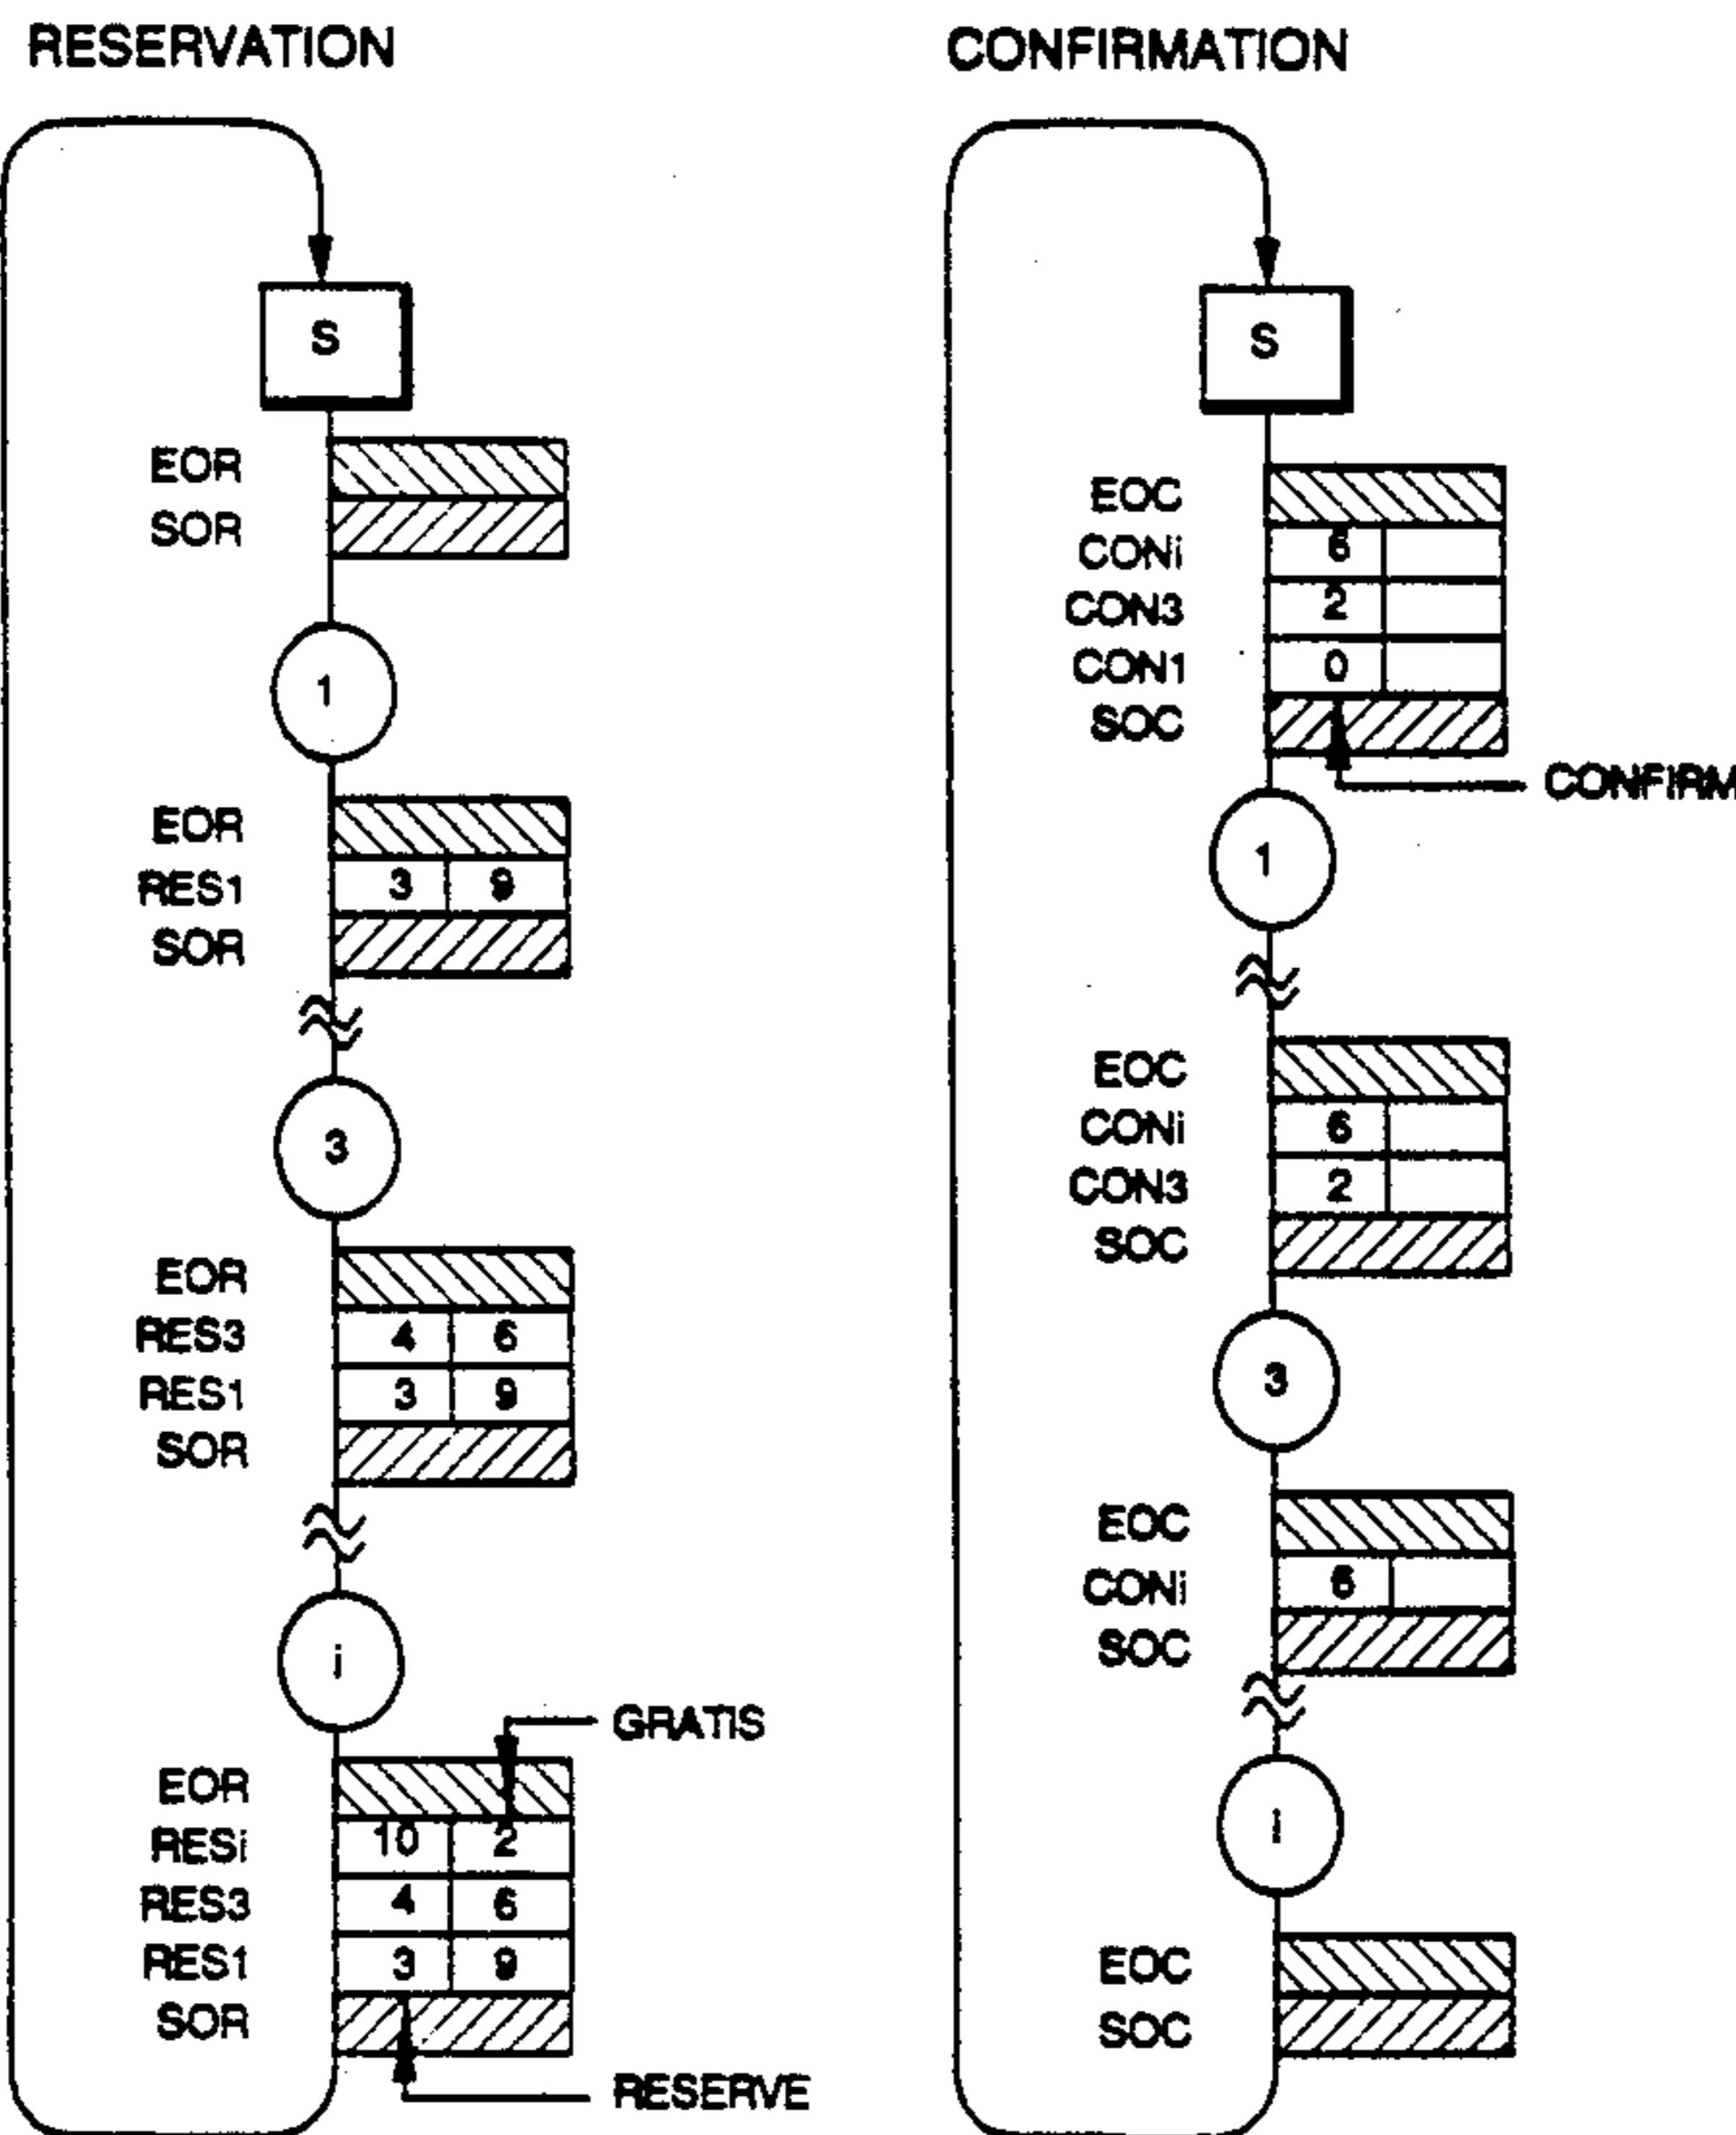 RESERVATION
S
EOR
SOR
1
EOR
RES1 3 9
SOR
3
EOR
RES3 4 6
RES1 3 9
SOR
i
GRATIS
EOR
RESi 10 2
RES3 4 6
RES1 3 9
SOR
RESERVE
CONFIRMATION
S
EOC
CONi 6
CON3 2
CON1 0
SOC
CONFIRM
1
EOC
CONi 6
CON3 2
SOC
3
EOC
CONi 6
SOC
i
EOC
SOC